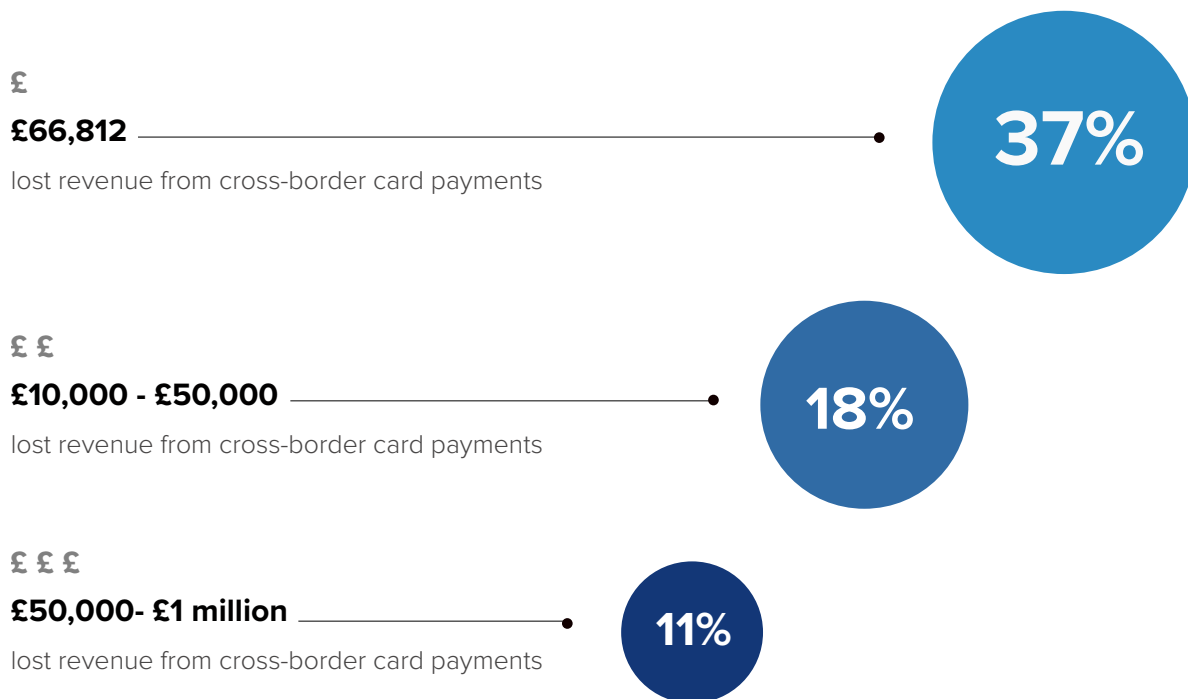 £
£66,812
37%
lost revenue from cross-border card payments
£ £
£10,000 - £50,000
18%
lost revenue from cross-border card payments
£ £ £
£50,000- £1 million
11%
lost revenue from cross-border card payments